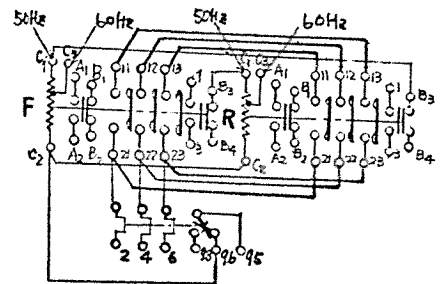 50Hz 60Hz 50Hz 60Hz
C₁ C₃ A₁ B₁ 11 12 13 1 B₃ C₁ C₃ A₁ B₁ 11 12 13 1 B₃
F R
C₂ A₂ B₂ 21 22 23 3 B₄ C₂ A₂ B₂ 21 22 23 3 B₄
2 4 6 93 96 95